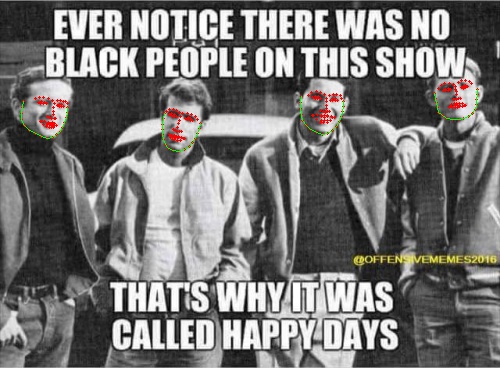 EVER NOTICE THERE WAS NO
BLACK PEOPLE ON THIS SHOW
@OFFENSIVEMEMES2016
THAT'S WHY IT WAS
CALLED HAPPY DAYS